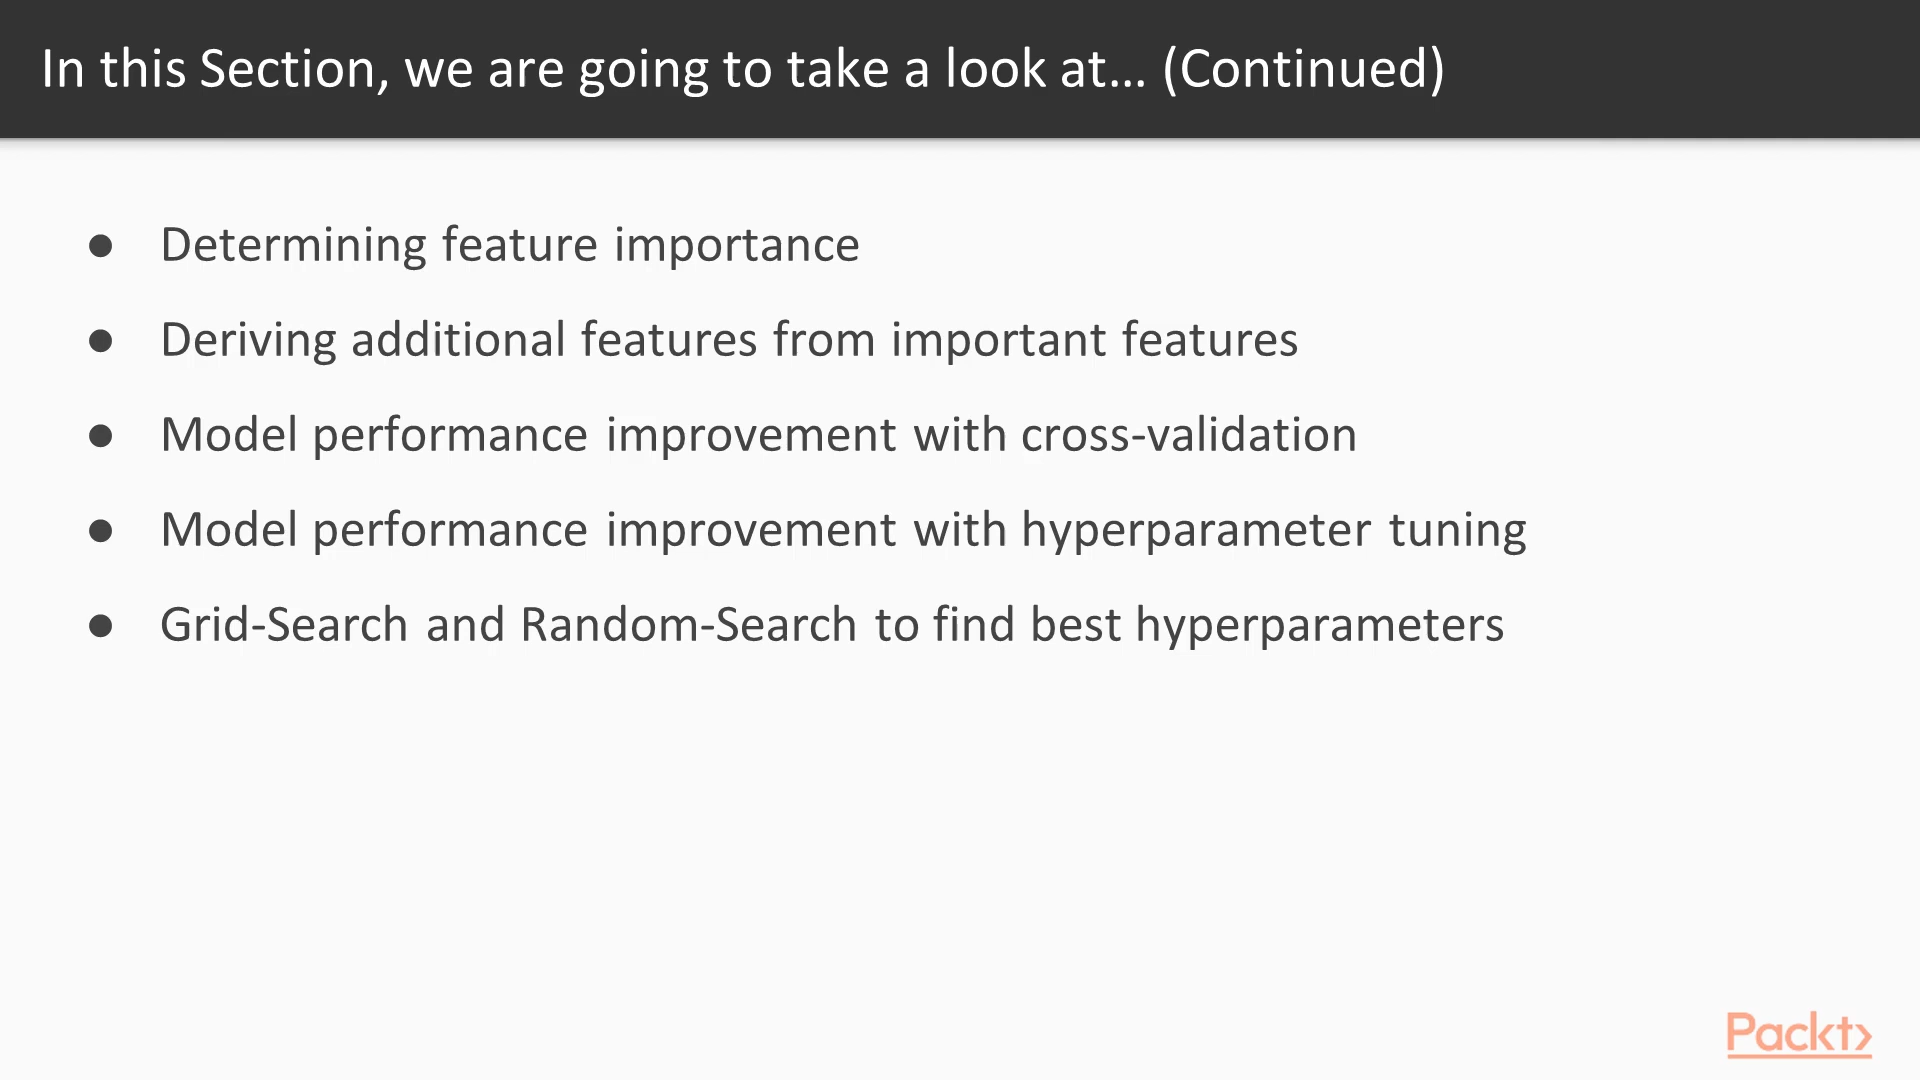 In this Section, we are going to take a look at... (Continued)
● Determining feature importance
● Deriving additional features from important features
● Model performance improvement with cross-validation
● Model performance improvement with hyperparameter tuning
● Grid-Search and Random-Search to find best hyperparameters
Packt>